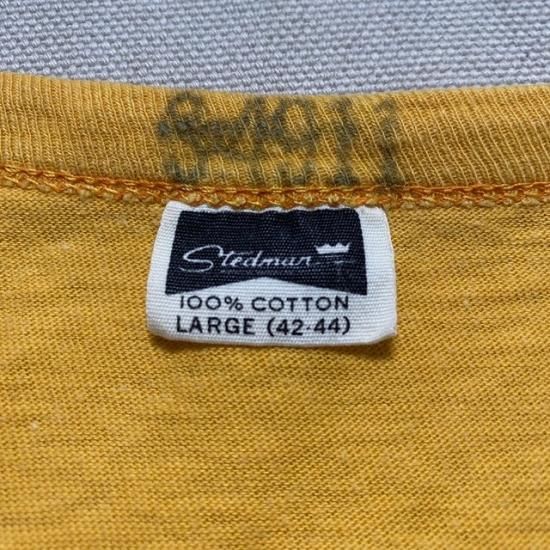 Stedman
100% COTTON
LARGE (42-44)